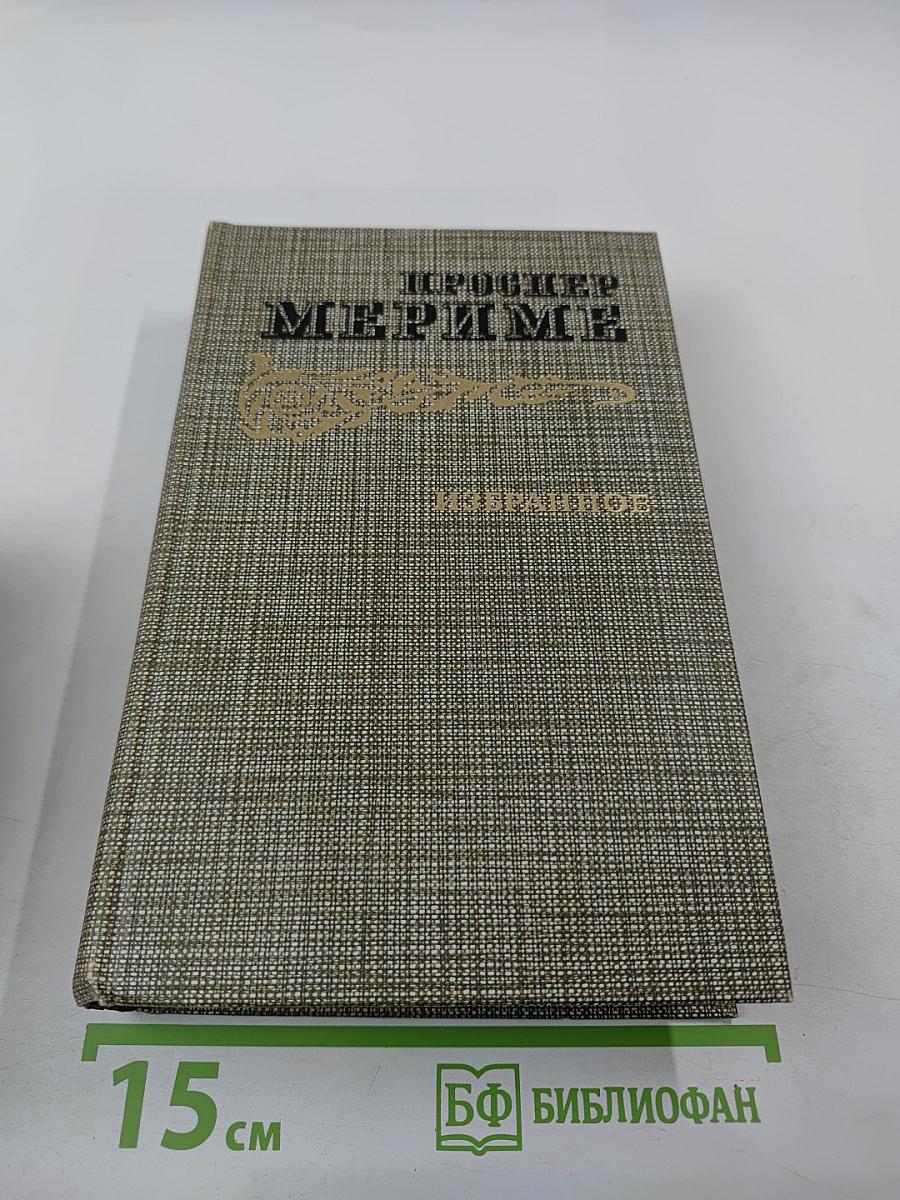 ПРОСПЕР
МЕРИМЕ
ИЗБРАННОЕ
15 см
БФ БИБЛИОФАН